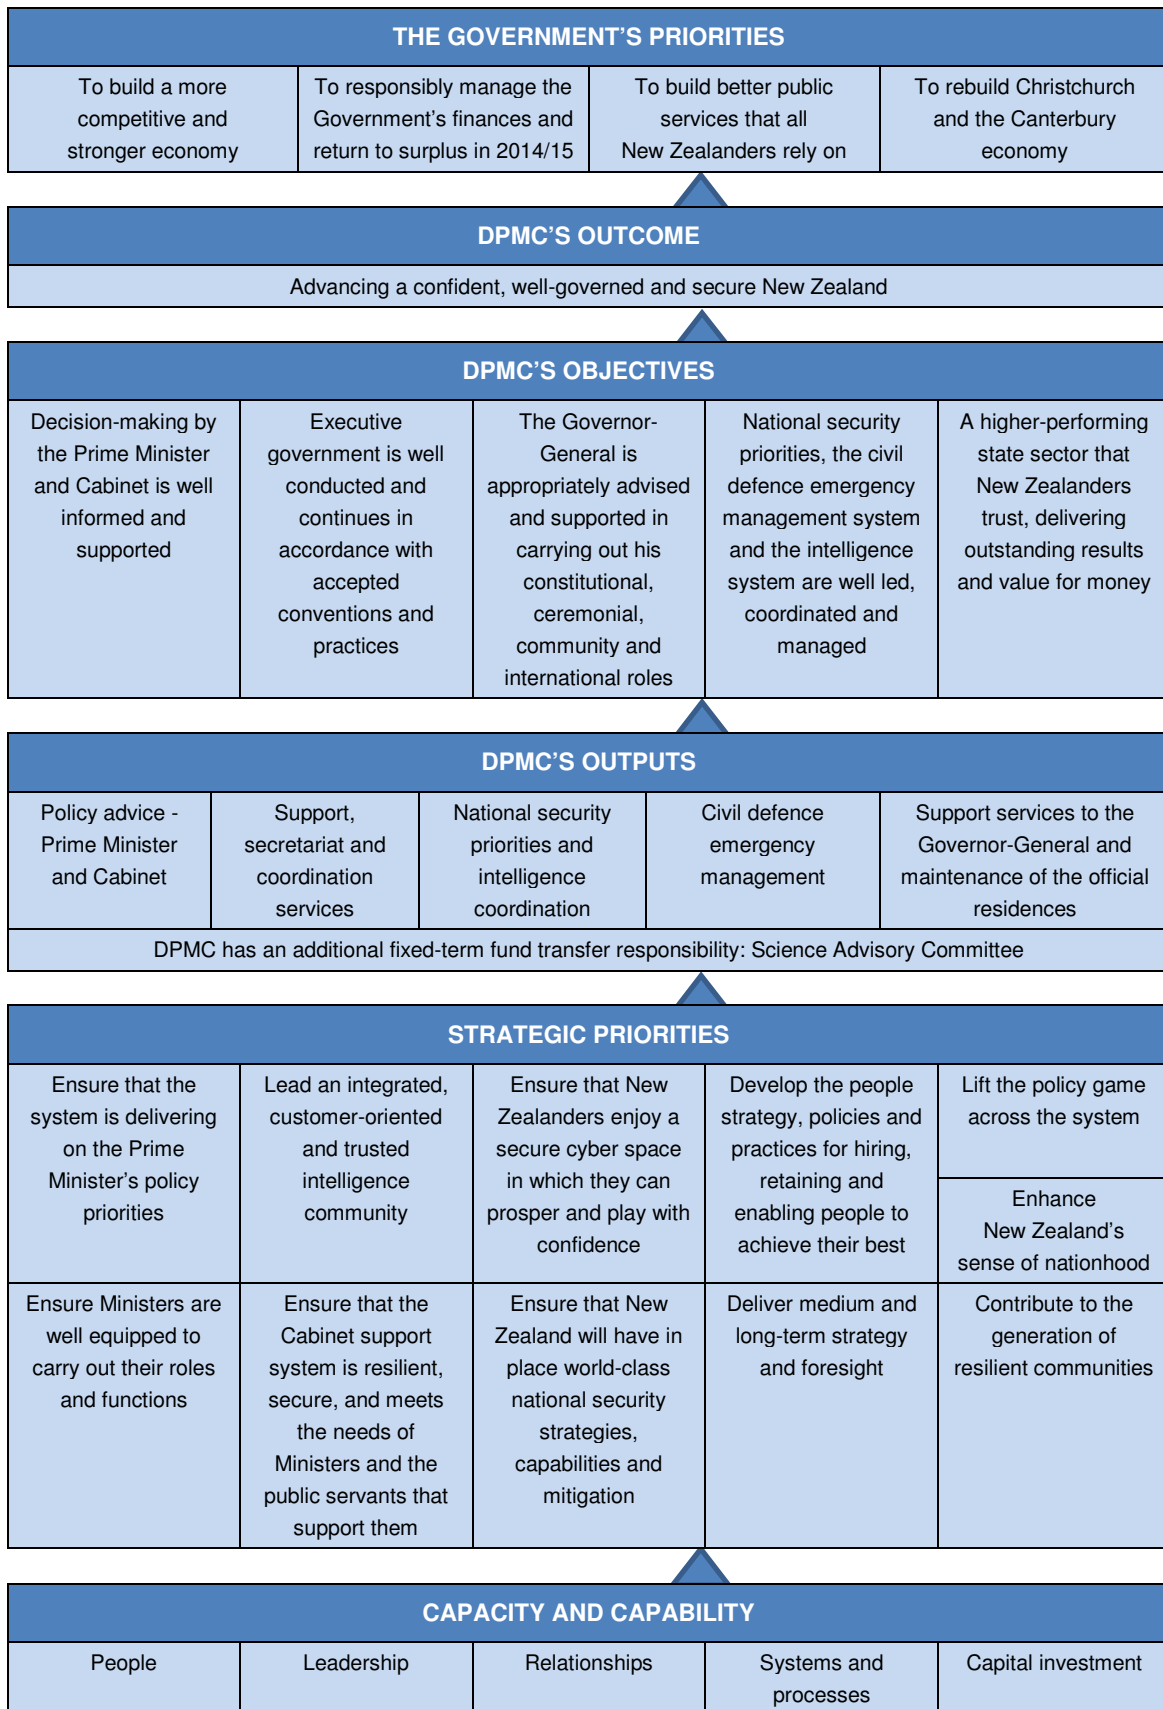 THE GOVERNMENT'S PRIORITIES
To build a more
competitive and
stronger economy
To responsibly manage the
Government's finances and
return to surplus in 2014/15
To build better public
services that all
New Zealanders rely on
To rebuild Christchurch
and the Canterbury
economy
DPMC'S OUTCOME
Advancing a confident, well-governed and secure New Zealand
DPMC'S OBJECTIVES
Decision-making by
the Prime Minister
and Cabinet is well
informed and
supported
Executive
government is well
conducted and
continues in
accordance with
accepted
conventions and
practices
The Governor-
General is
appropriately advised
and supported in
carrying out his
constitutional,
ceremonial,
community and
international roles
National security
priorities, the civil
defence emergency
management system
and the intelligence
system are well led,
coordinated and
managed
A higher-performing
state sector that
New Zealanders
trust, delivering
outstanding results
and value for money
DPMC'S OUTPUTS
Policy advice -
Prime Minister
and Cabinet
Support,
secretariat and
coordination
services
National security
priorities and
intelligence
coordination
Civil defence
emergency
management
Support services to the
Governor-General and
maintenance of the official
residences
DPMC has an additional fixed-term fund transfer responsibility: Science Advisory Committee
STRATEGIC PRIORITIES
Ensure that the
system is delivering
on the Prime
Minister's policy
priorities
Lead an integrated,
customer-oriented
and trusted
intelligence
community
Ensure that New
Zealanders enjoy a
secure cyber space
in which they can
prosper and play with
confidence
Develop the people
strategy, policies and
practices for hiring,
retaining and
enabling people to
achieve their best
Lift the policy game
across the system
Enhance
New Zealand's
sense of nationhood
Ensure Ministers are
well equipped to
carry out their roles
and functions
Ensure that the
Cabinet support
system is resilient,
secure, and meets
the needs of
Ministers and the
public servants that
support them
Ensure that New
Zealand will have in
place world-class
national security
strategies,
capabilities and
mitigation
Deliver medium and
long-term strategy
and foresight
Contribute to the
generation of
resilient communities
CAPACITY AND CAPABILITY
People
Leadership
Relationships
Systems and
processes
Capital investment